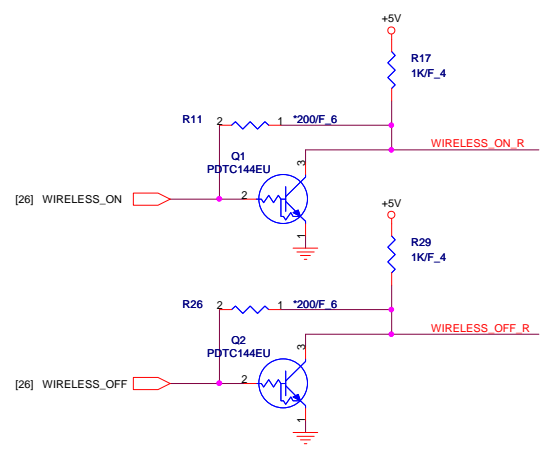 +5V
R17
1K/F_4
R11 2 1 *200/F_6
WIRELESS_ON_R
Q1
PDTC144EU
3
[26] WIRELESS_ON 2
1
+5V
R29
1K/F_4
R26 2 1 *200/F_6
WIRELESS_OFF_R
Q2
PDTC144EU
3
[26] WIRELESS_OFF 2
1